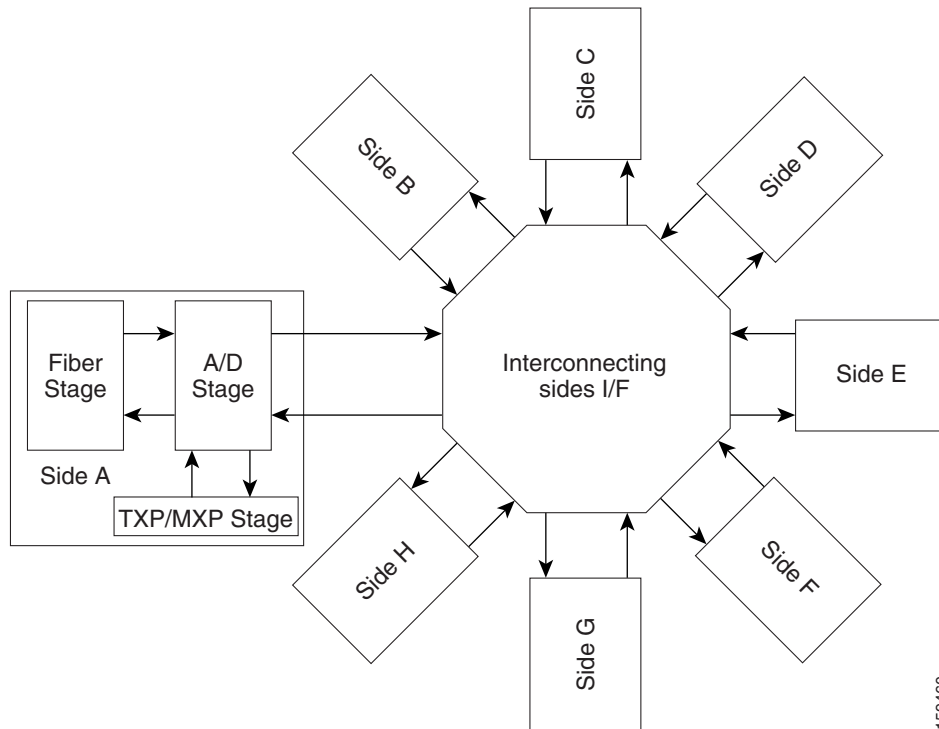 Side C
Side B
Side D
Fiber
Stage
A/D
Stage
Interconnecting
sides I/F
Side E
Side A
TXP/MXP Stage
Side H
Side F
Side G